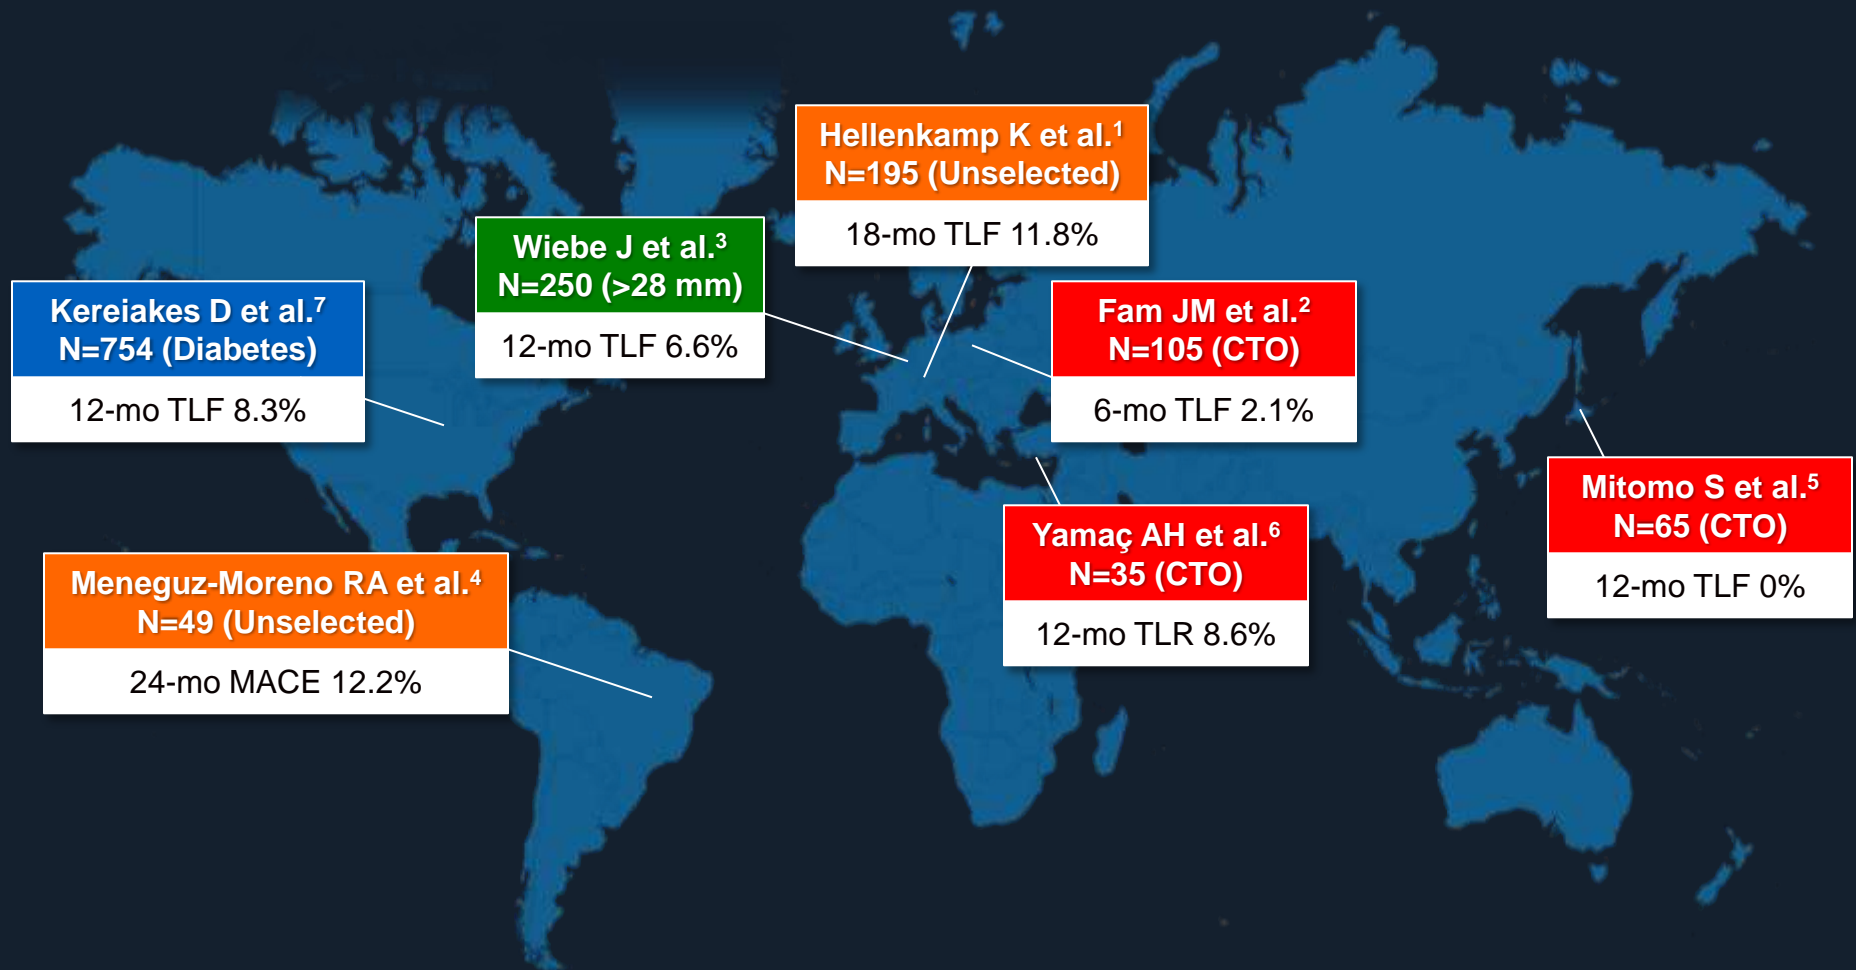 Hellenkamp K et al.¹
N=195 (Unselected)
18-mo TLF 11.8%
Wiebe J et al.³
N=250 (>28 mm)
12-mo TLF 6.6%
Kereiakes D et al.⁷
N=754 (Diabetes)
12-mo TLF 8.3%
Fam JM et al.²
N=105 (CTO)
6-mo TLF 2.1%
Mitomo S et al.⁵
N=65 (CTO)
12-mo TLF 0%
Yamaç AH et al.⁶
N=35 (CTO)
12-mo TLR 8.6%
Meneguz-Moreno RA et al.⁴
N=49 (Unselected)
24-mo MACE 12.2%